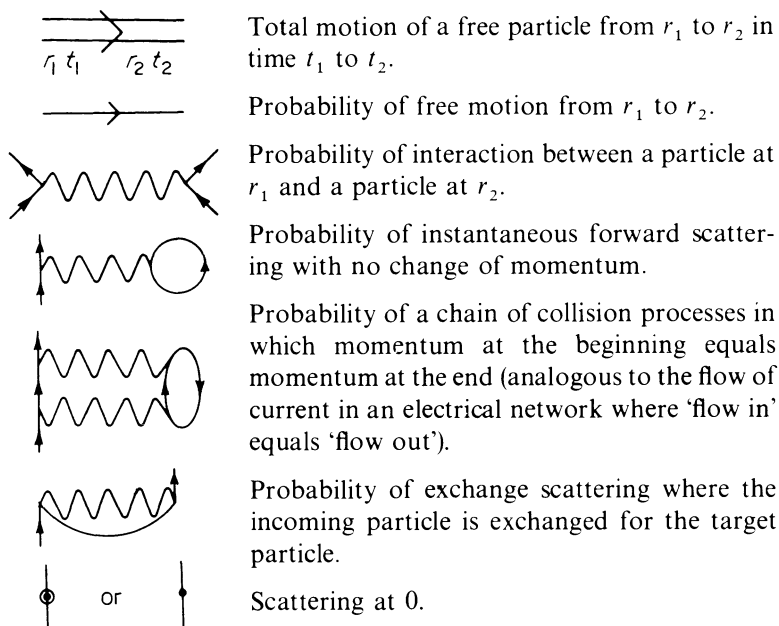 Total motion of a free particle from r₁ to r₂ in
time t₁ to t₂.
r₁ t₁ r₂ t₂
Probability of free motion from r₁ to r₂.
Probability of interaction between a particle at
r₁ and a particle at r₂.
Probability of instantaneous forward scatter-
ing with no change of momentum.
Probability of a chain of collision processes in
which momentum at the beginning equals
momentum at the end (analogous to the flow of
current in an electrical network where ‘flow in’
equals ‘flow out’).
Probability of exchange scattering where the
incoming particle is exchanged for the target
particle.
or
Scattering at 0.